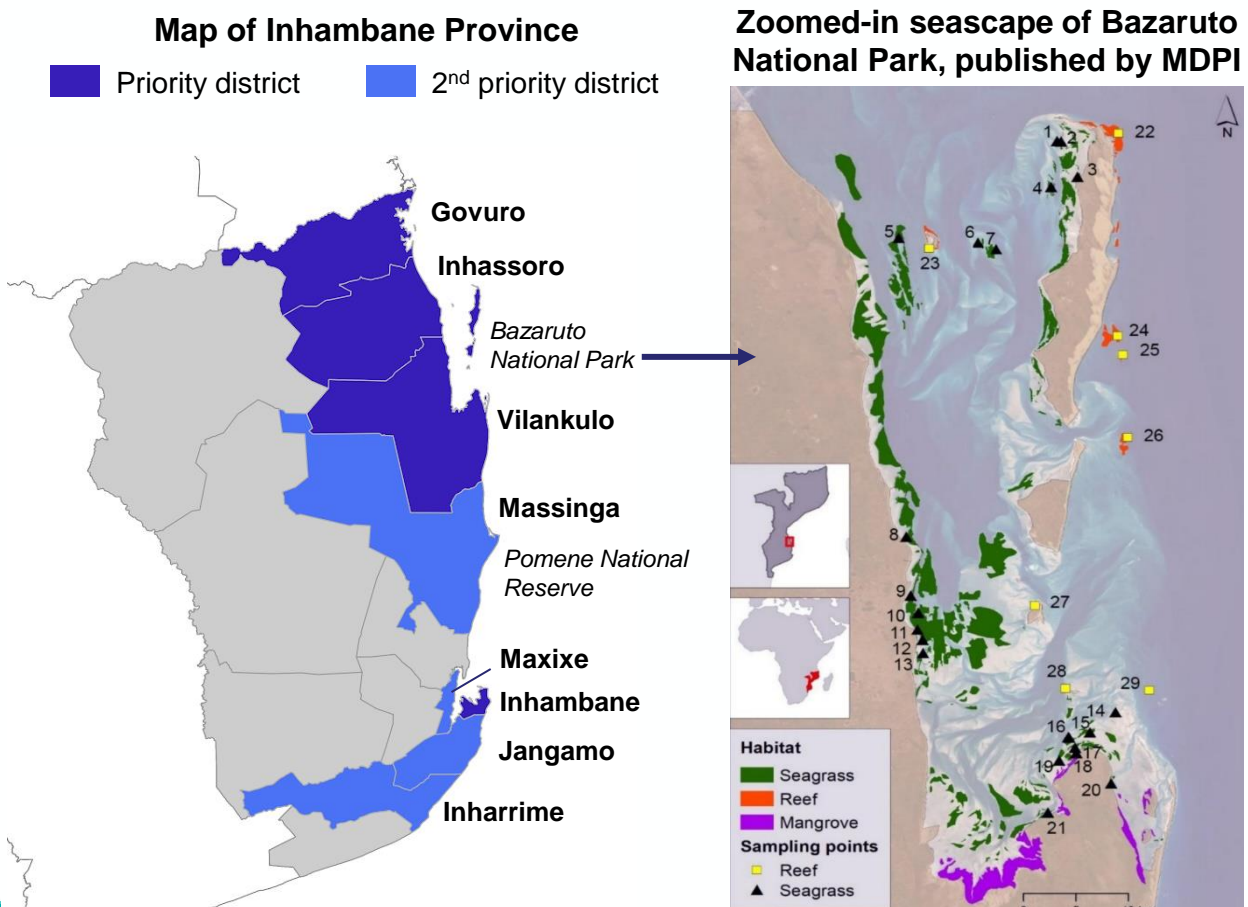 Map of Inhambane Province
Priority district
2nd priority district
Govuro
Inhassoro
Bazaruto
National Park
Vilankulo
Massinga
Pomene National
Reserve
Maxixe
Inhambane
Jangamo
Inharrime
Zoomed-in seascape of Bazaruto
National Park, published by MDPI
N
1
2
22
3
4
5
6
7
23
24
25
26
8
9
10
11
12
13
27
28
29
14
15
16
17
18
19
20
21
Habitat
Seagrass
Reef
Mangrove
Sampling points
Reef
Seagrass